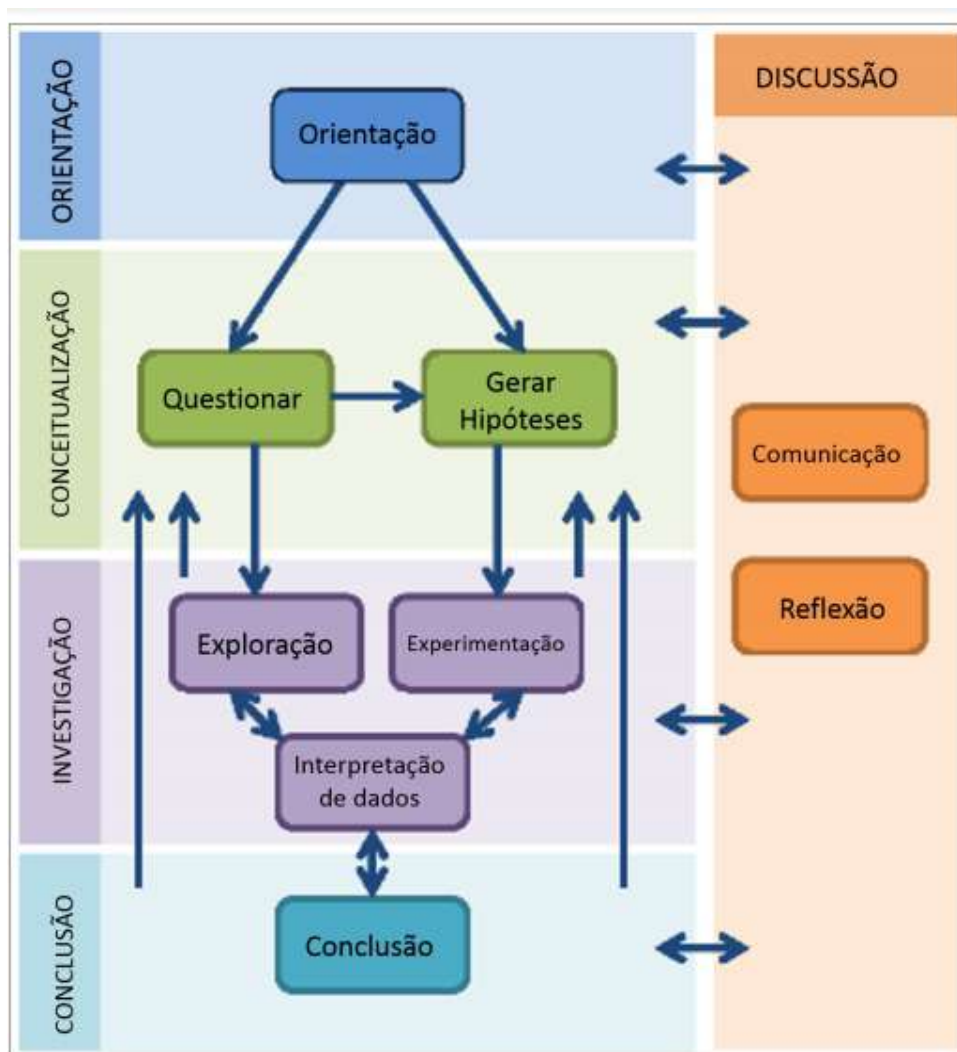 ORIENTAÇÃO
Orientação
DISCUSSÃO
CONCEITUALIZAÇÃO
Questionar
Gerar
Hipóteses
Comunicação
Reflexão
INVESTIGAÇÃO
Exploração
Experimentação
Interpretação
de dados
CONCLUSÃO
Conclusão